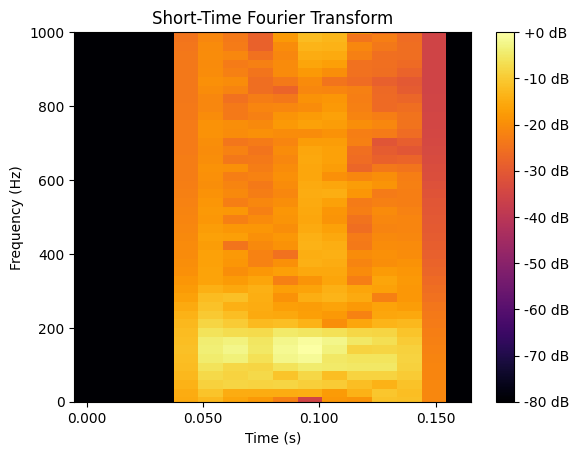 Short-Time Fourier Transform
Frequency (Hz)
1000
800
600
400
200
0
0.000
0.050
0.100
0.150
Time (s)
+0 dB
-10 dB
-20 dB
-30 dB
-40 dB
-50 dB
-60 dB
-70 dB
-80 dB